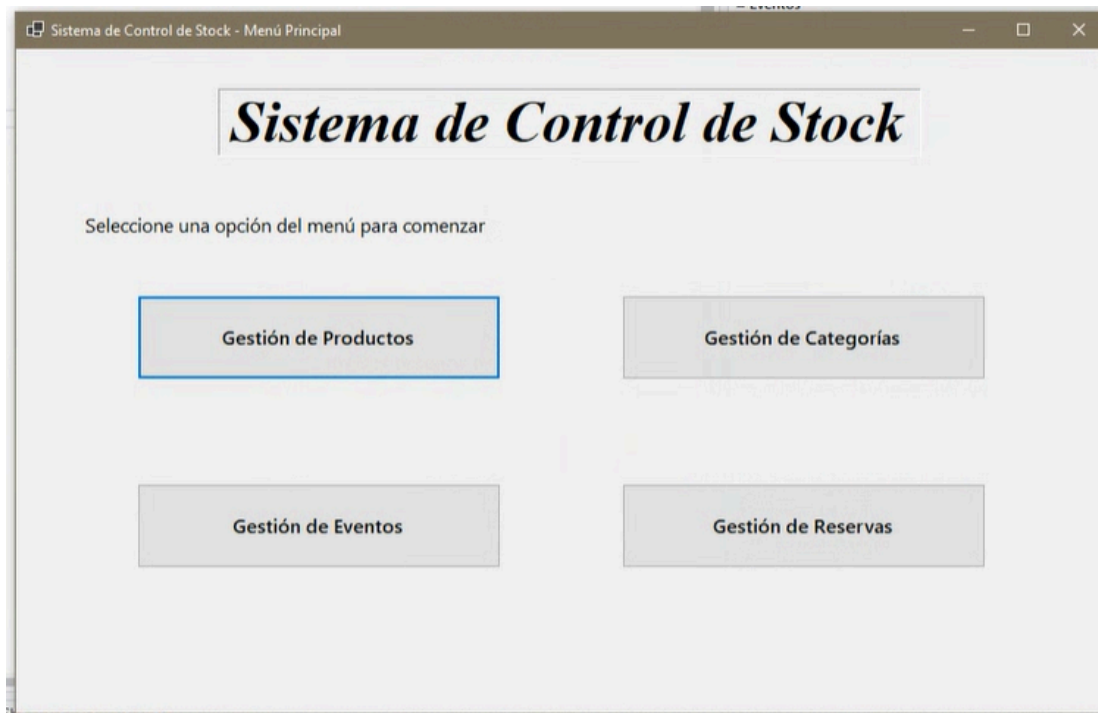 Eventos
Sistema de Control de Stock - Menú Principal
Sistema de Control de Stock
Seleccione una opción del menú para comenzar
Gestión de Productos
Gestión de Categorías
Gestión de Eventos
Gestión de Reservas